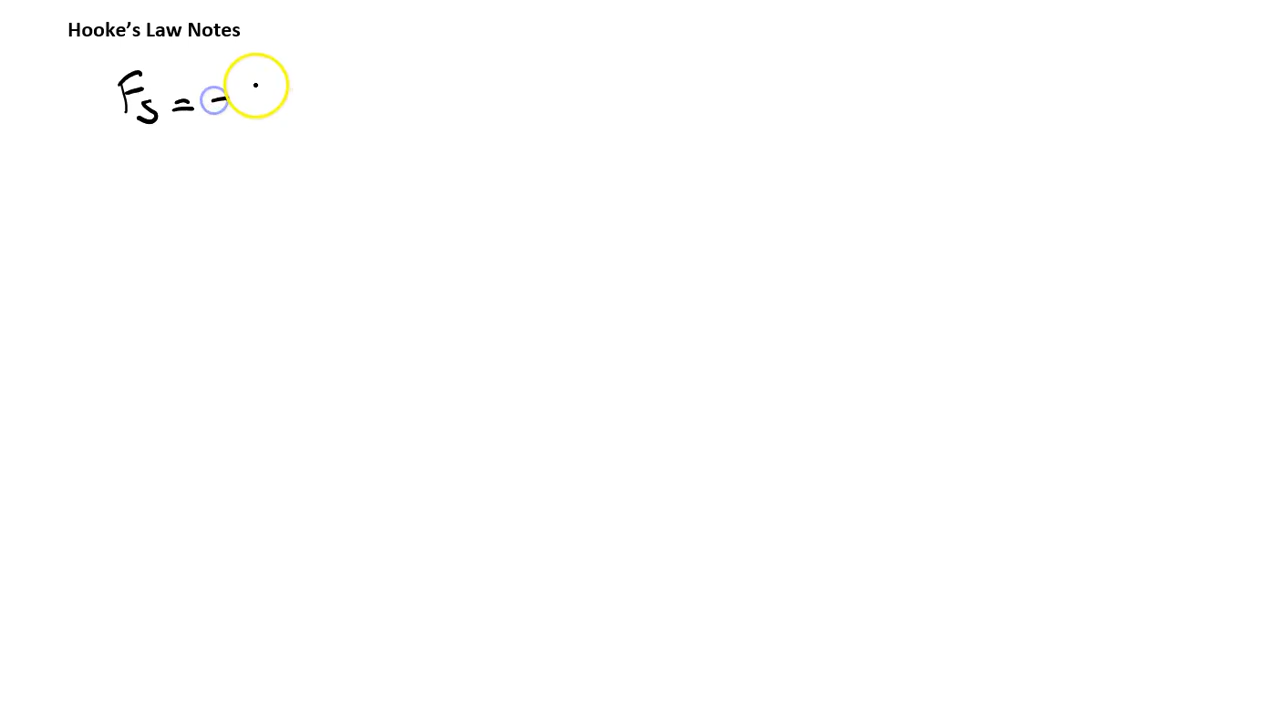 Hooke’s Law Notes
Fs = -